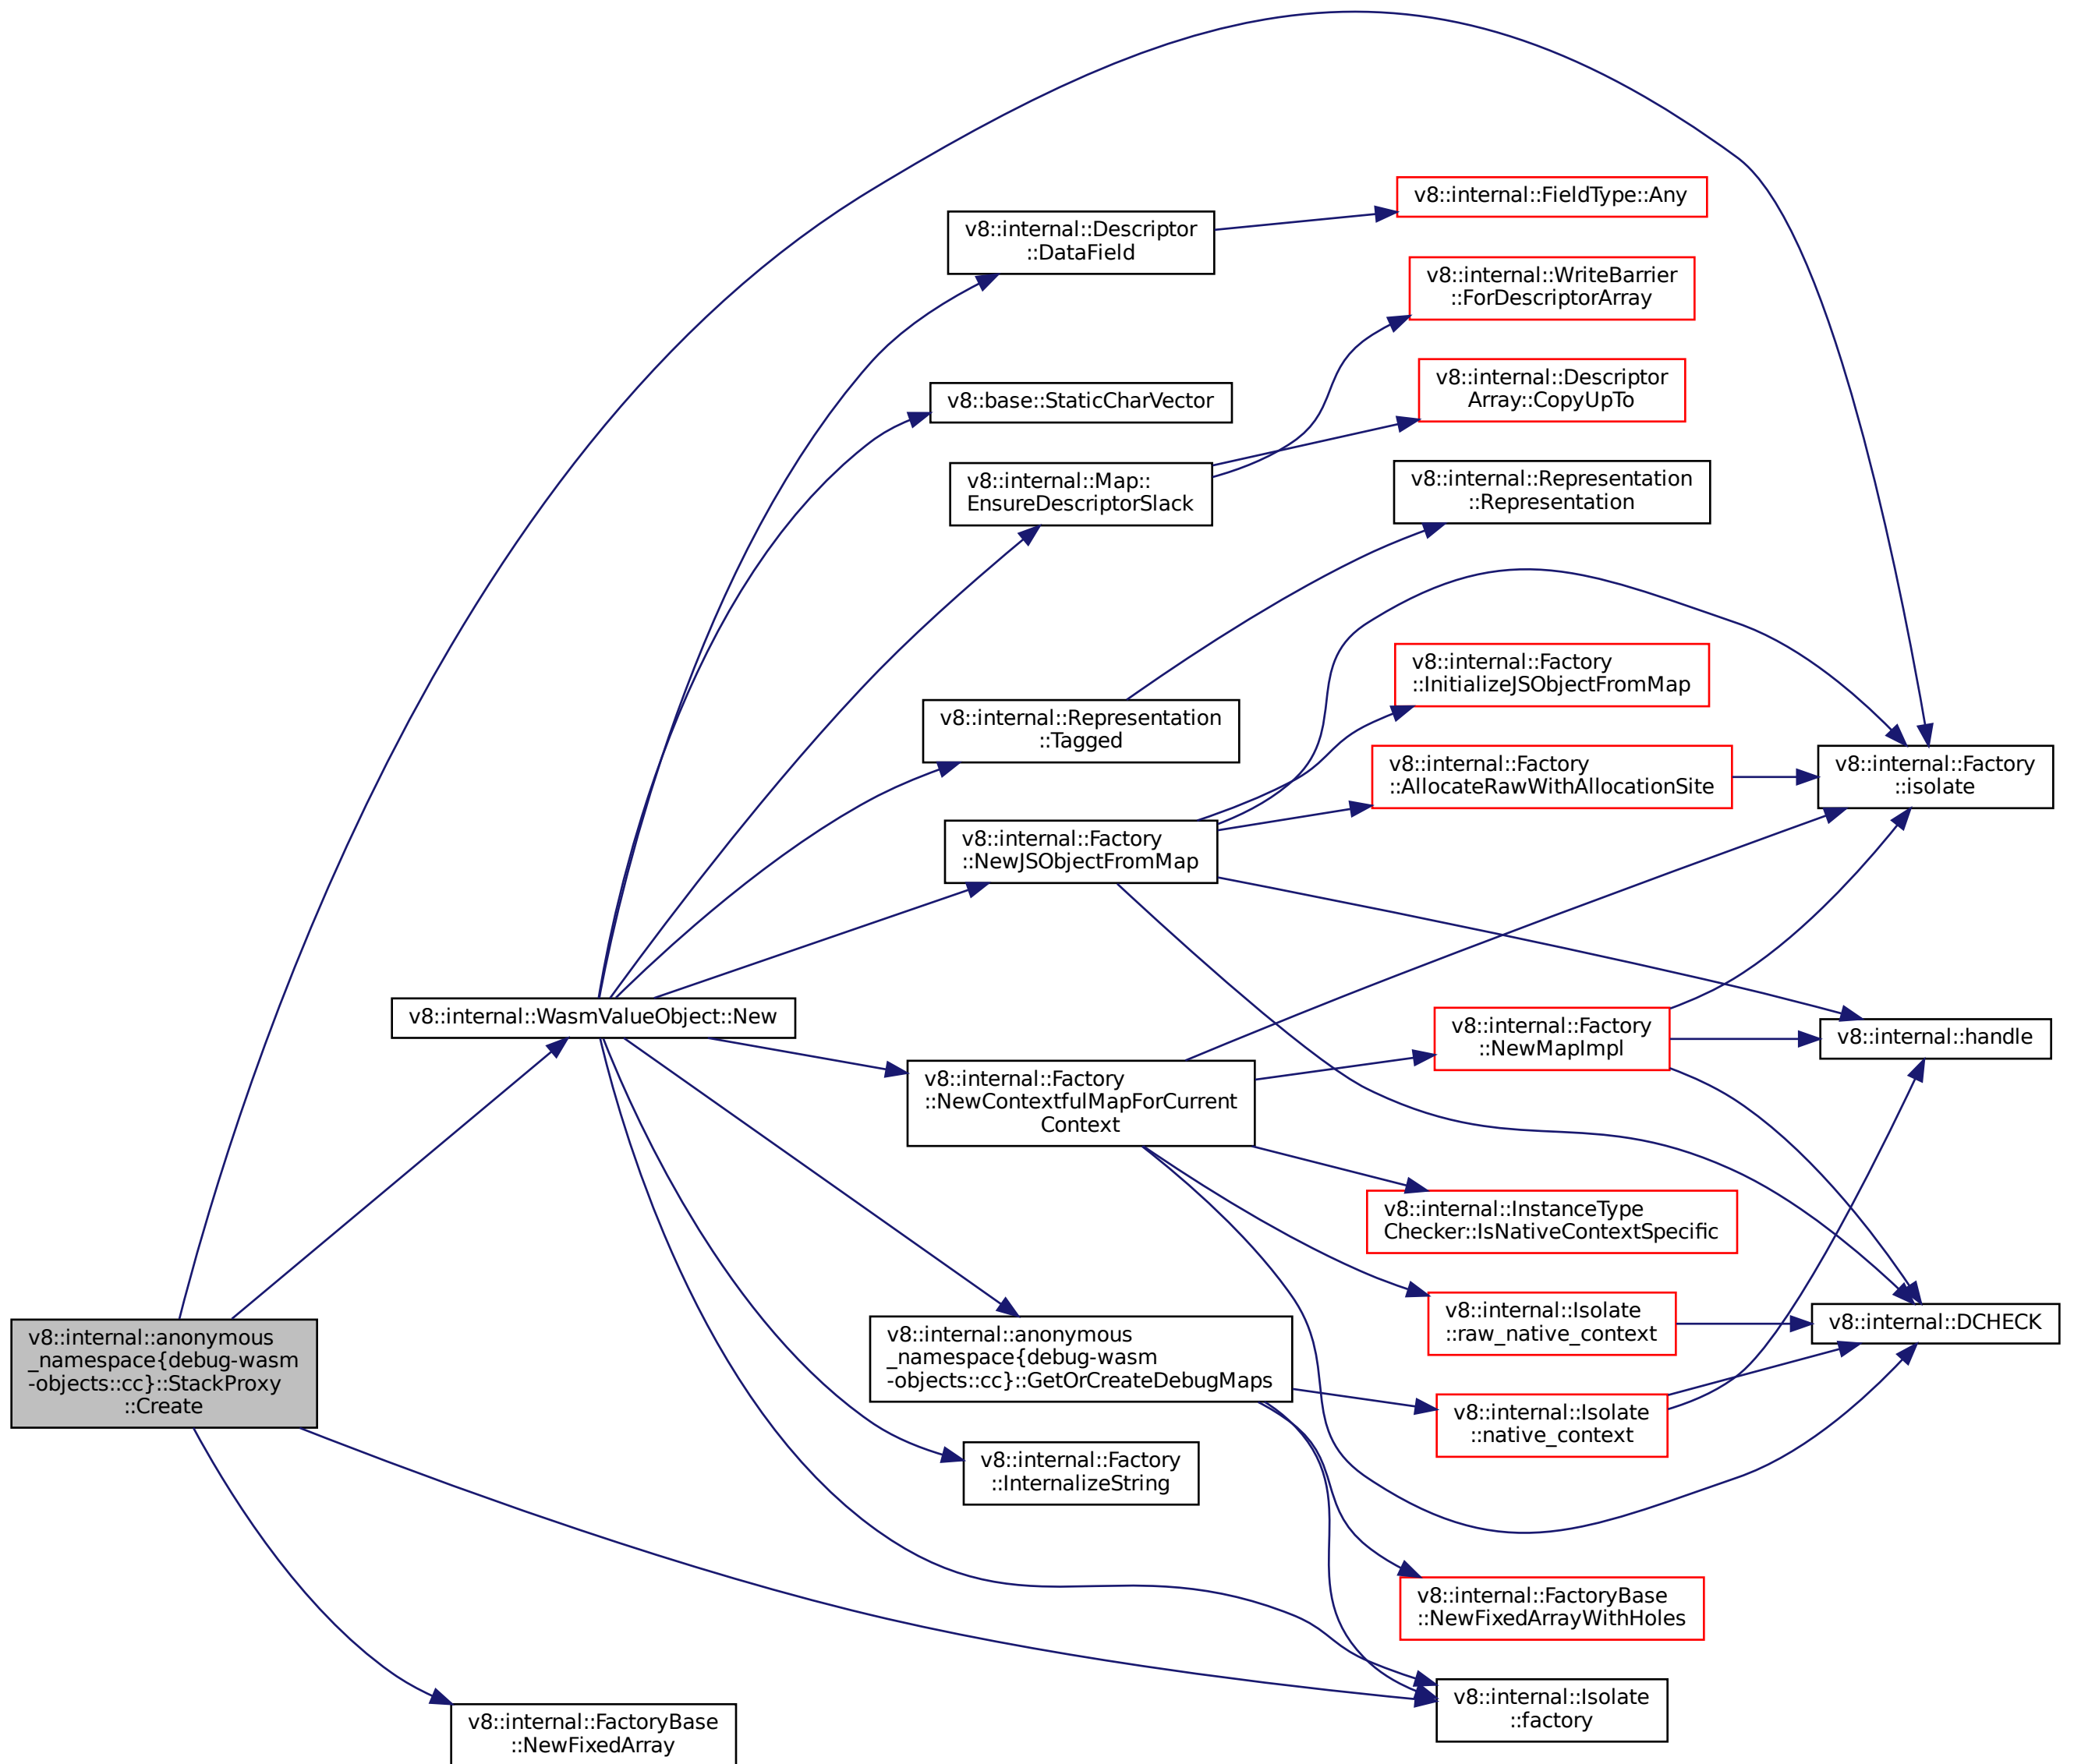 v8::internal::FieldType::Any
v8::internal::Descriptor
::DataField
v8::internal::WriteBarrier
::ForDescriptorArray
v8::internal::Descriptor
Array::CopyUpTo
v8::base::StaticCharVector
v8::internal::Map::
EnsureDescriptorSlack
v8::internal::Representation
::Representation
v8::internal::Factory
::InitializeJSObjectFromMap
v8::internal::Representation
::Tagged
v8::internal::Factory
::AllocateRawWithAllocationSite
v8::internal::Factory
::isolate
v8::internal::Factory
::NewJSObjectFromMap
v8::internal::WasmValueObject::New
v8::internal::Factory
::NewMapImpl
v8::internal::handle
v8::internal::Factory
::NewContextfulMapForCurrent
Context
v8::internal::InstanceType
Checker::IsNativeContextSpecific
v8::internal::Isolate
::raw_native_context
v8::internal::DCHECK
v8::internal::anonymous
_namespace{debug-wasm
-objects::cc}::StackProxy
::Create
v8::internal::anonymous
_namespace{debug-wasm
-objects::cc}::GetOrCreateDebugMaps
v8::internal::Isolate
::native_context
v8::internal::Factory
::InternalizeString
v8::internal::FactoryBase
::NewFixedArrayWithHoles
v8::internal::Isolate
::factory
v8::internal::FactoryBase
::NewFixedArray